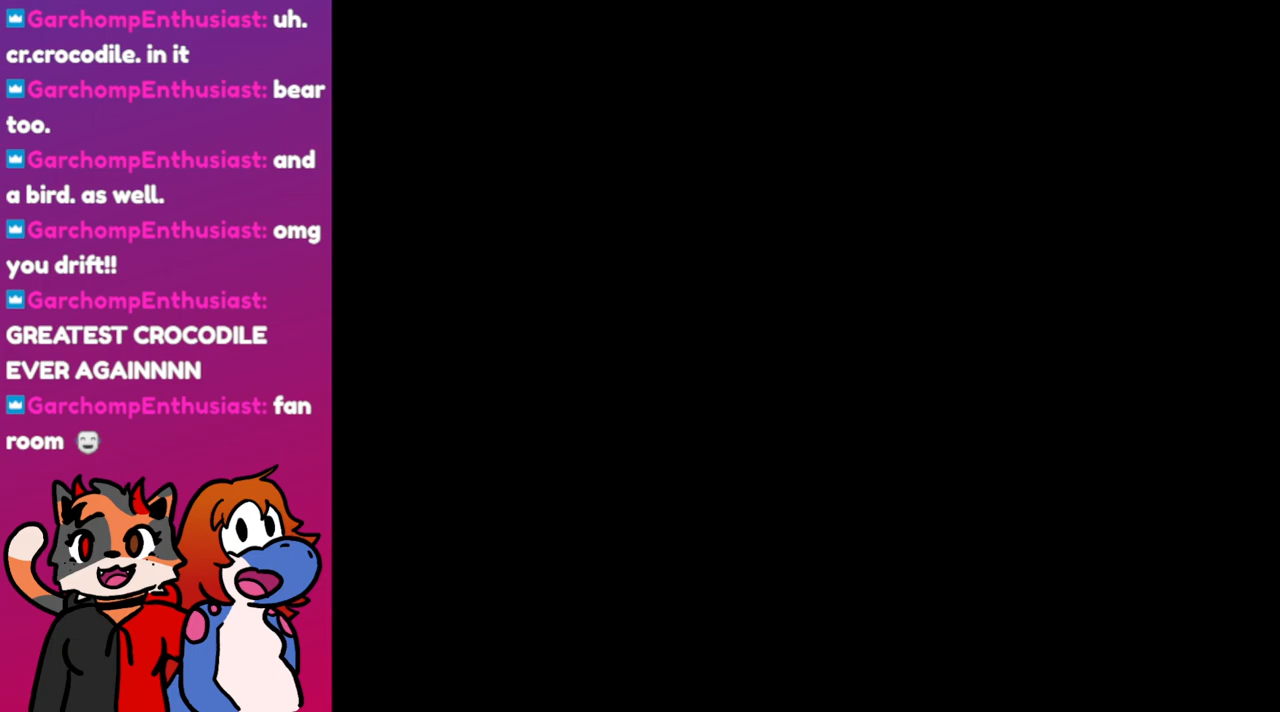 GarchompEnthusiast: uh.
cr.crocodile. in it
GarchompEnthusiast: bear
too.
GarchompEnthusiast: and
a bird. as well.
GarchompEnthusiast: omg
you drift!!
GarchompEnthusiast:
GREATEST CROCODILE
EVER AGAINNNN
GarchompEnthusiast: fan
room